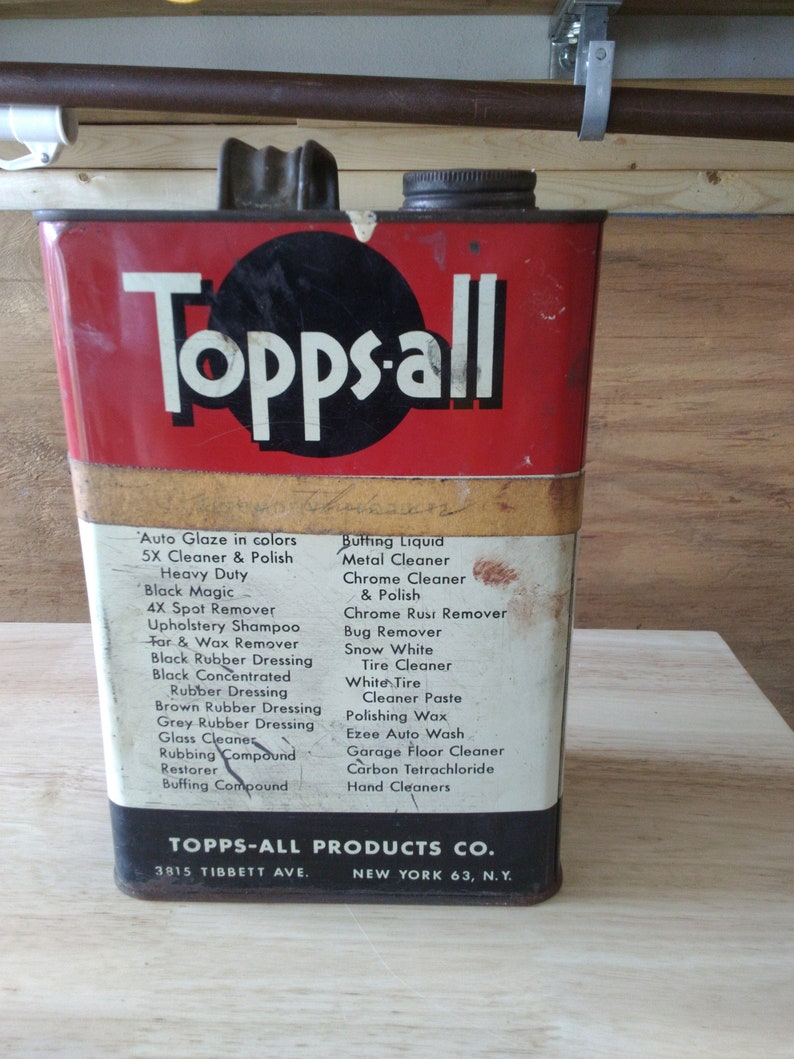 Topps-all
Auto Glaze in colors
5X Cleaner & Polish
Heavy Duty
Black Magic
4X Spot Remover
Upholstery Shampoo
Tar & Wax Remover
Black Rubber Dressing
Black Concentrated
Rubber Dressing
Brown Rubber Dressing
Grey Rubber Dressing
Glass Cleaner
Rubbing Compound
Restorer
Buffing Compound
Buffing Liquid
Metal Cleaner
Chrome Cleaner
& Polish
Chrome Rust Remover
Bug Remover
Snow White
Tire Cleaner
White Tire
Cleaner Paste
Polishing Wax
Ezee Auto Wash
Garage Floor Cleaner
Carbon Tetrachloride
Hand Cleaners
TOPPS-ALL PRODUCTS CO.
3815 TIBBETT AVE. NEW YORK 63, N.Y.